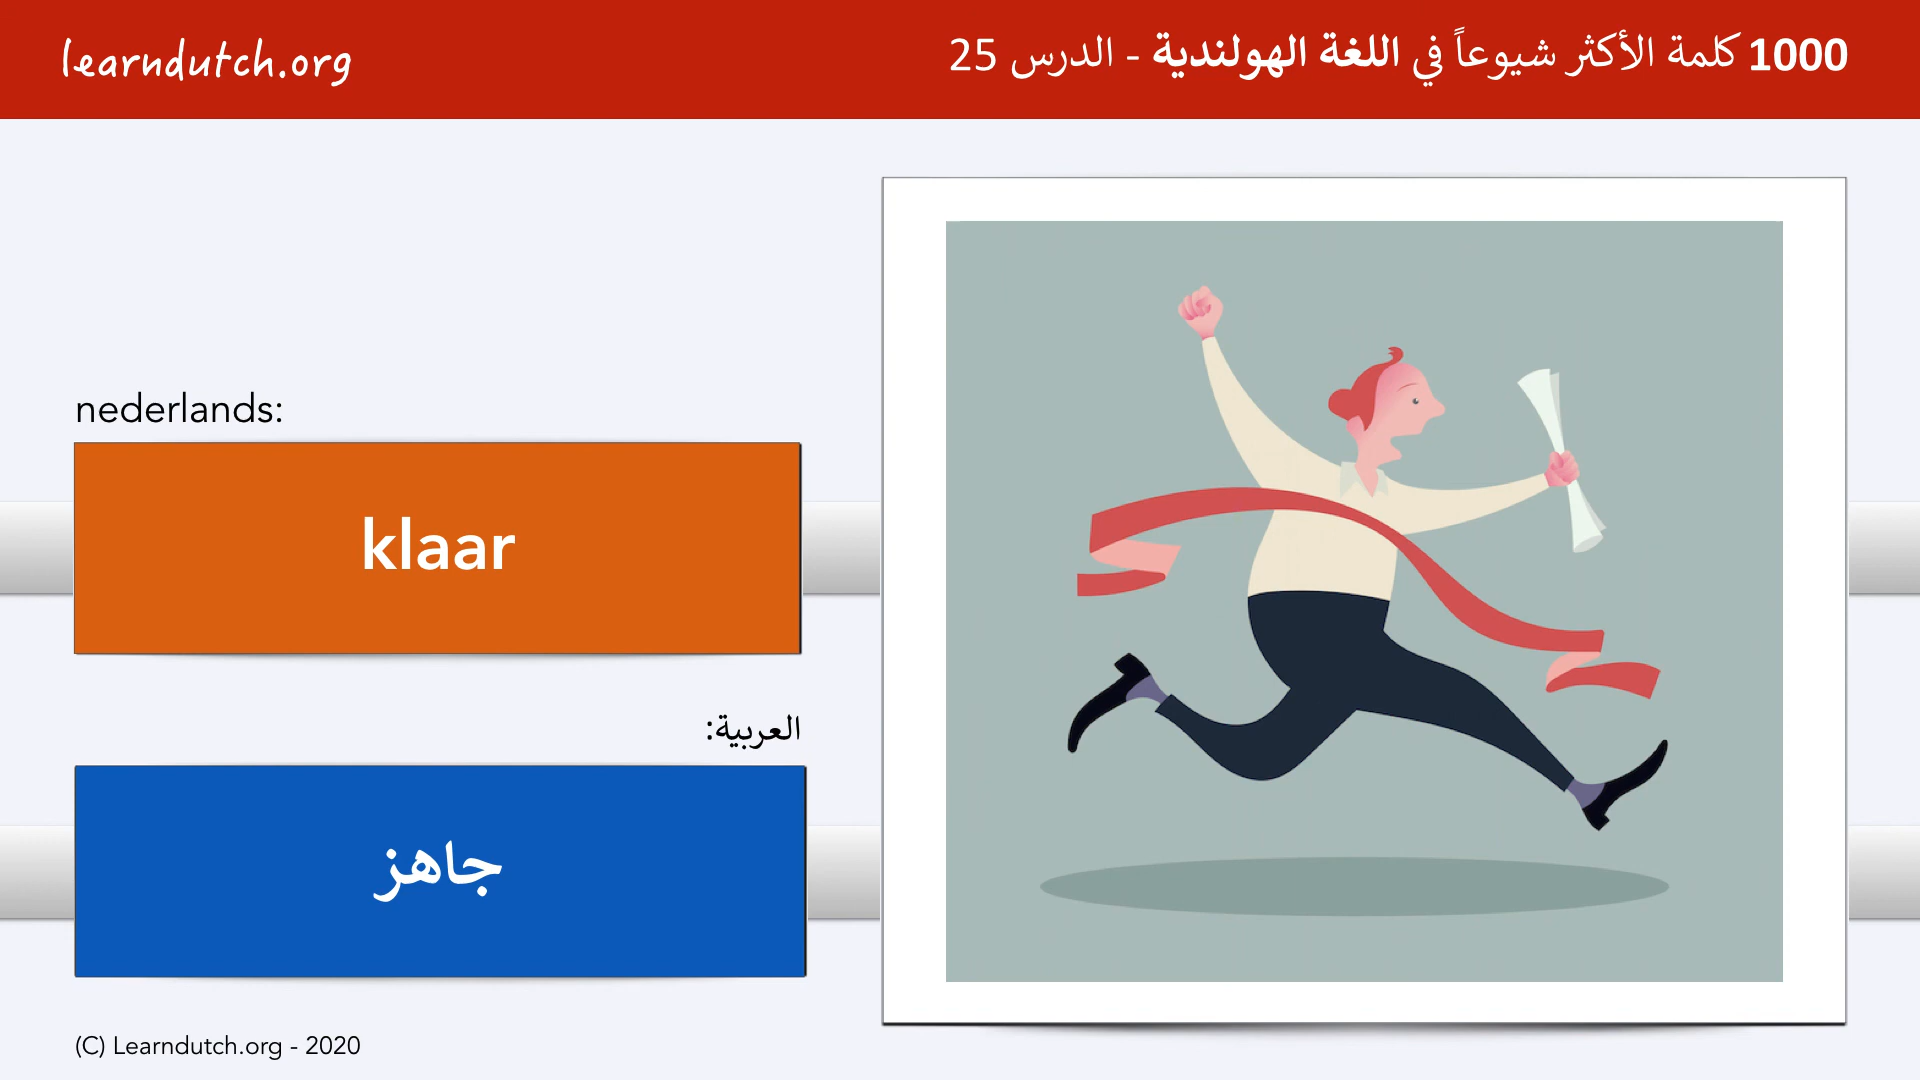 learndutch.org
1000 كلمة الأكثر شيوعاً في اللغة الهولندية - الدرس 25
nederlands:
klaar
العربية:
جاهز
(C) Learndutch.org - 2020